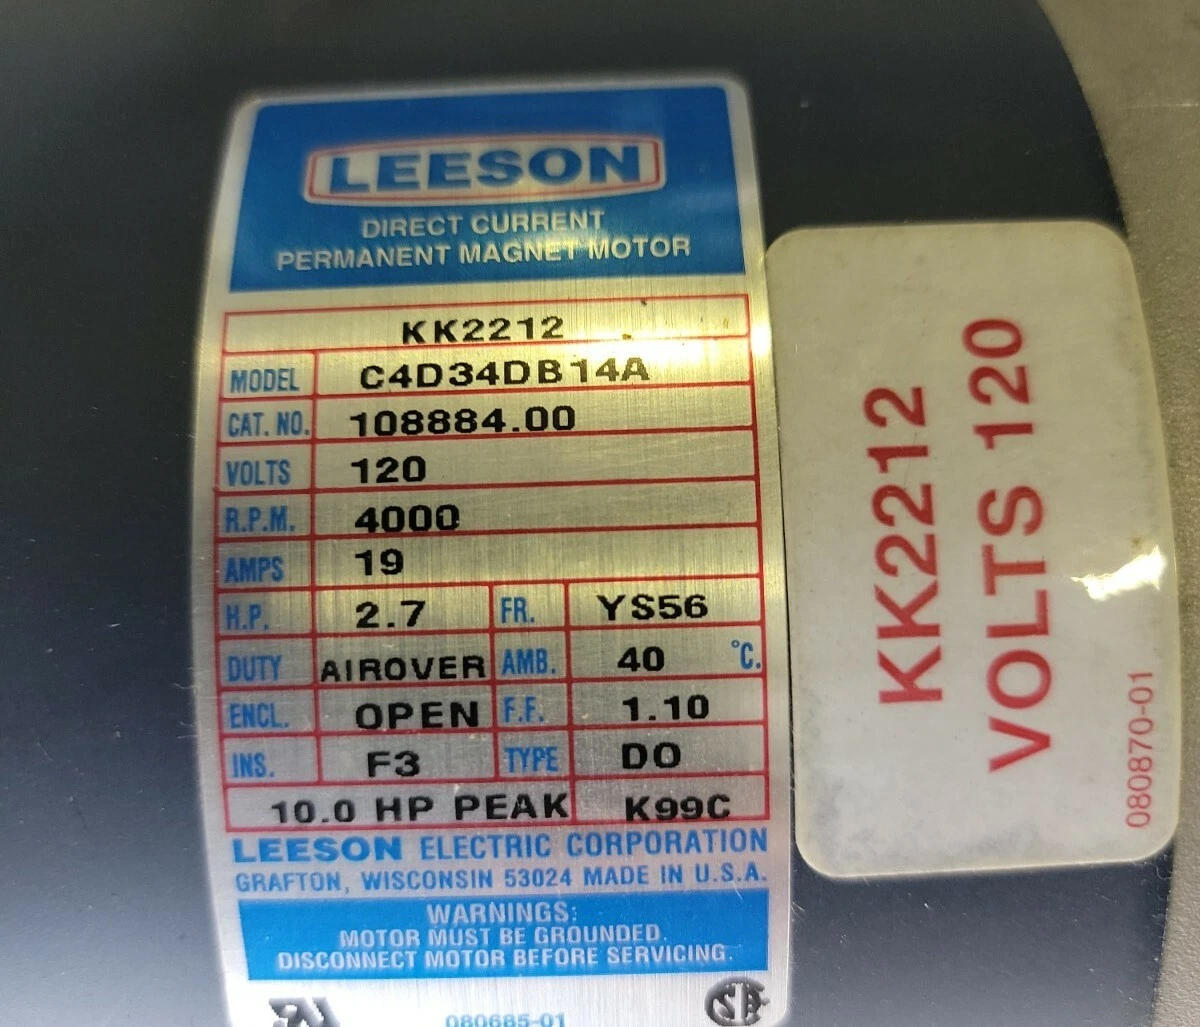 LEESON
DIRECT CURRENT
PERMANENT MAGNET MOTOR
KK2212
MODEL C4D34DB14A
CAT. NO. 108884.00
VOLTS 120
R.P.M. 4000
AMPS 19
H.P. 2.7 FR. YS56
DUTY AIROVER AMB. 40 °C.
ENCL. OPEN F.F. 1.10
INS. F3 TYPE DO
10.0 HP PEAK K99C
LEESON ELECTRIC CORPORATION
GRAFTON, WISCONSIN 53024 MADE IN U.S.A.
WARNINGS:
MOTOR MUST BE GROUNDED.
DISCONNECT MOTOR BEFORE SERVICING.
080685-01
KK2212
VOLTS 120
080870-01